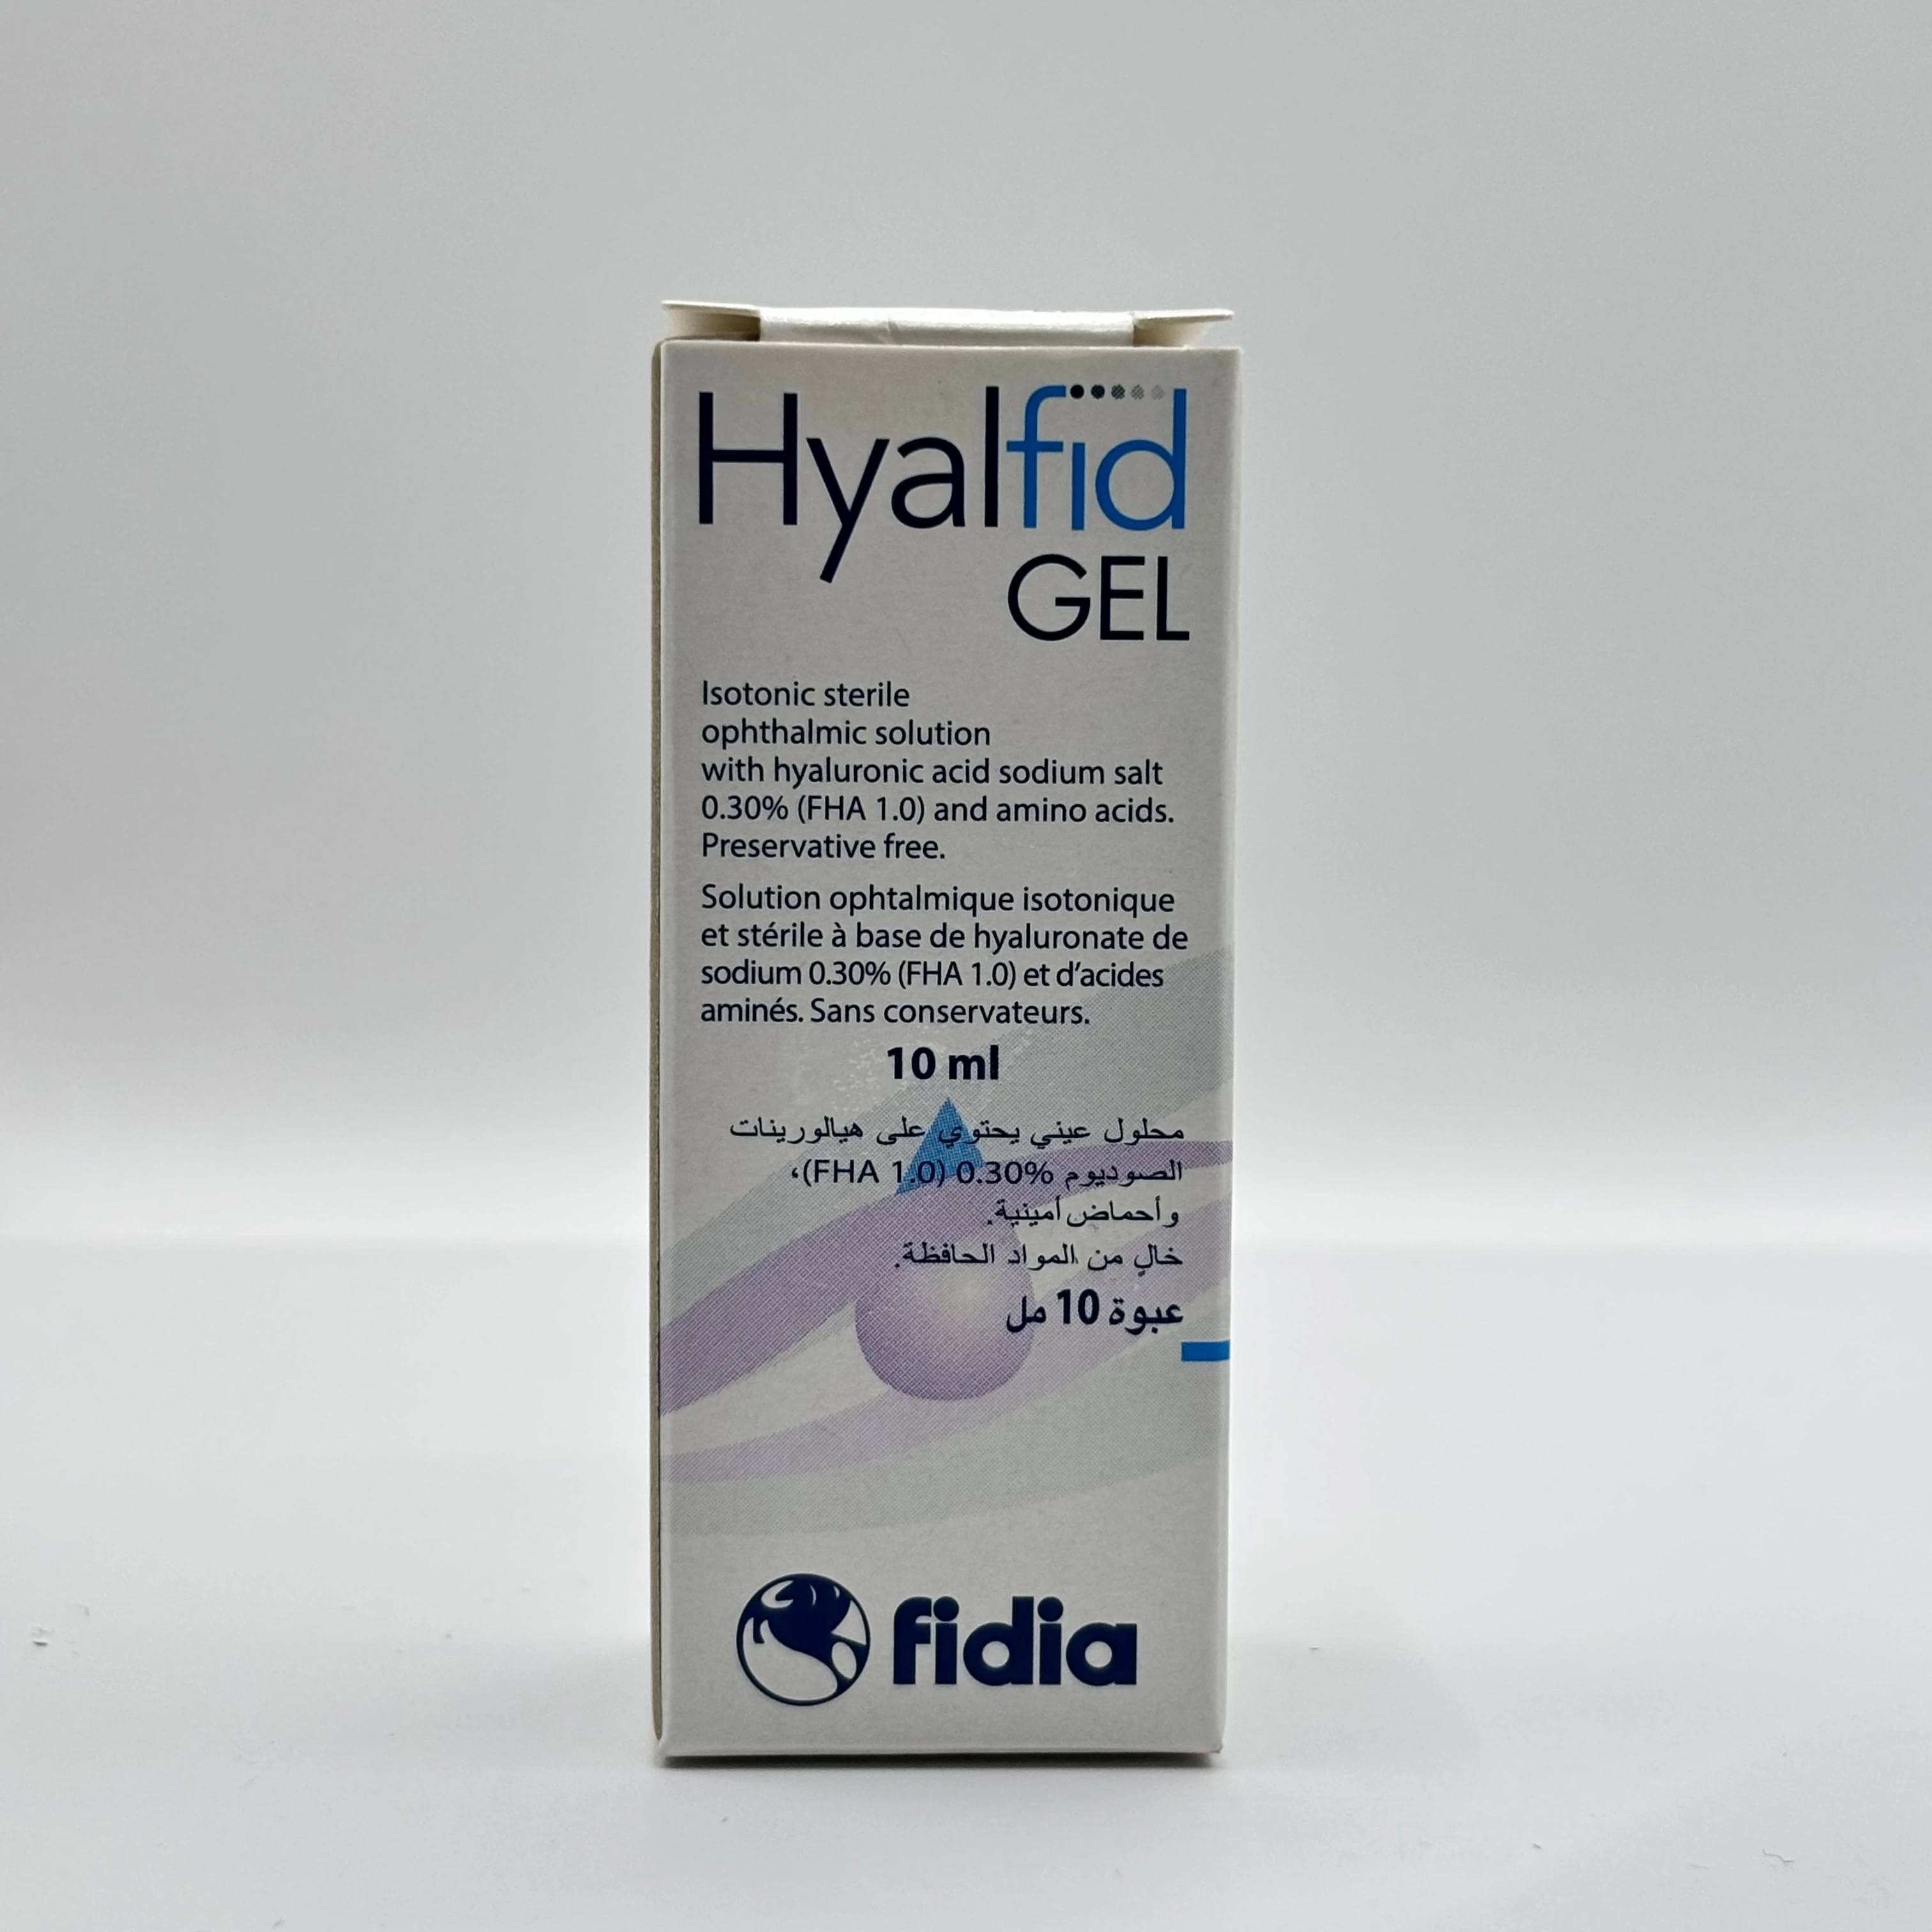 Hyalfid
GEL
Isotonic sterile
ophthalmic solution
with hyaluronic acid sodium salt
0.30% (FHA 1.0) and amino acids.
Preservative free.
Solution ophtalmique isotonique
et stérile à base de hyaluronate de
sodium 0.30% (FHA 1.0) et d’acides
aminés. Sans conservateurs.
10 ml
محلول عيني يحتوي على هيالورينات
الصوديوم 0.30% (FHA 1.0)،
وأحماض أمينية.
خالٍ من المواد الحافظة.
عبوة 10 مل
fidia